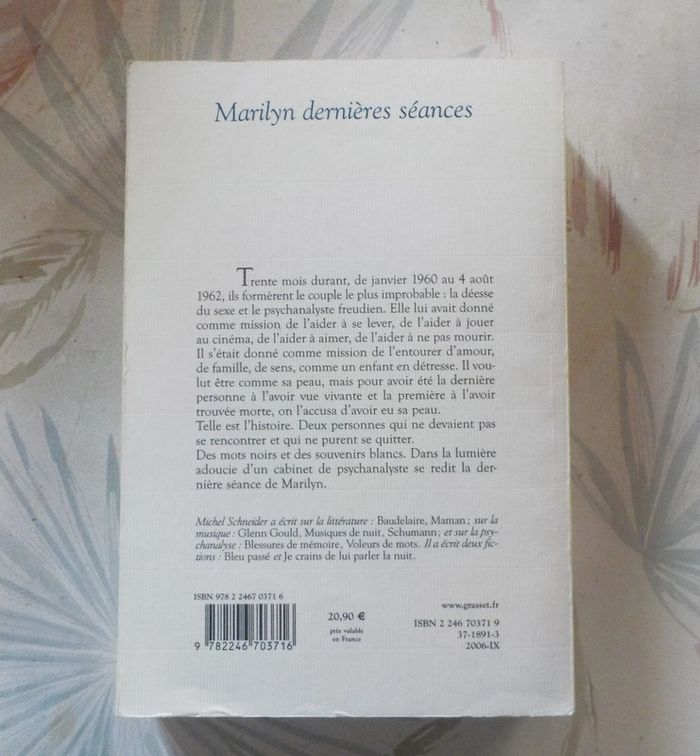 Marilyn dernières séances
Trente mois durant, de janvier 1960 au 4 août
1962, ils formèrent le couple le plus improbable : la déesse
du sexe et le psychanalyste freudien. Elle lui avait donné
comme mission de l'aider à se lever, de l'aider à jouer
au cinéma, de l'aider à aimer, de l'aider à ne pas mourir.
Il s'était donné comme mission de l'entourer d'amour,
de famille, de sens, comme un enfant en détresse. Il vou-
lut être comme sa peau, mais pour avoir été la dernière
personne à l'avoir vue vivante et la première à l'avoir
trouvée morte, on l'accusa d'avoir eu sa peau.
Telle est l'histoire. Deux personnes qui ne devaient pas
se rencontrer et qui ne purent se quitter.
Des mots noirs et des souvenirs blancs. Dans la lumière
adoucie d'un cabinet de psychanalyste se redit la der-
nière séance de Marilyn.
Michel Schneider a écrit sur la littérature : Baudelaire, Maman ; sur la
musique : Glenn Gould, Musiques de nuit, Schumann ; et sur la psy-
chanalyse : Blessures de mémoire, Voleurs de mots. Il a écrit deux fic-
tions : Bleu passé et Je crains de lui parler la nuit.
ISBN 978 2 2467 0371 6
9 782246 703716
20,90 €
prix valable
en France
www.grasset.fr
ISBN 2 246 70371 9
37-1891-3
2006-IX